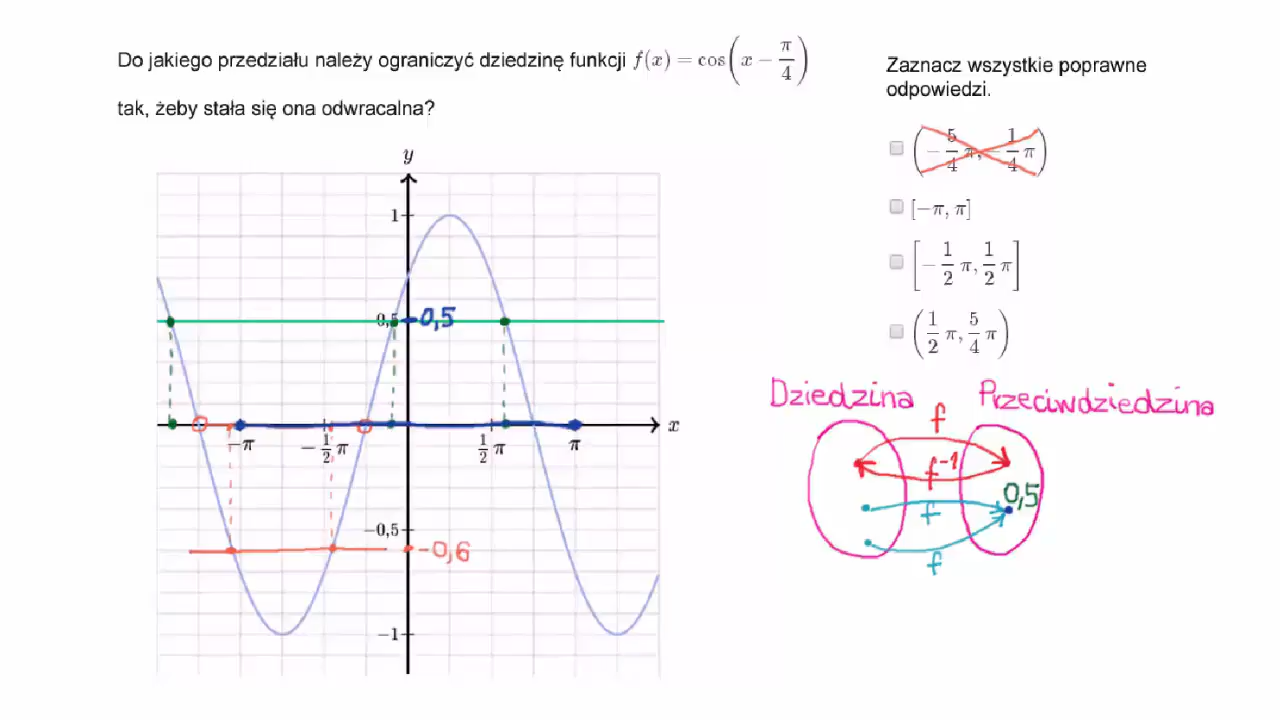 Do jakiego przedziału należy ograniczyć dziedzinę funkcji f(x) = cos(x − π/4)
tak, żeby stała się ona odwracalna?
Zaznacz wszystkie poprawne
odpowiedzi.
(−5/4 π, −1/4 π)
[−π, π]
[−1/2 π, 1/2 π]
(1/2 π, 5/4 π)
Dziedzina Przeciwdziedzina
f
f⁻¹
0,5
f
f
y
1
0,5 0,5
x
−π −1/2 π 1/2 π π
−0,5
−0,6
−1